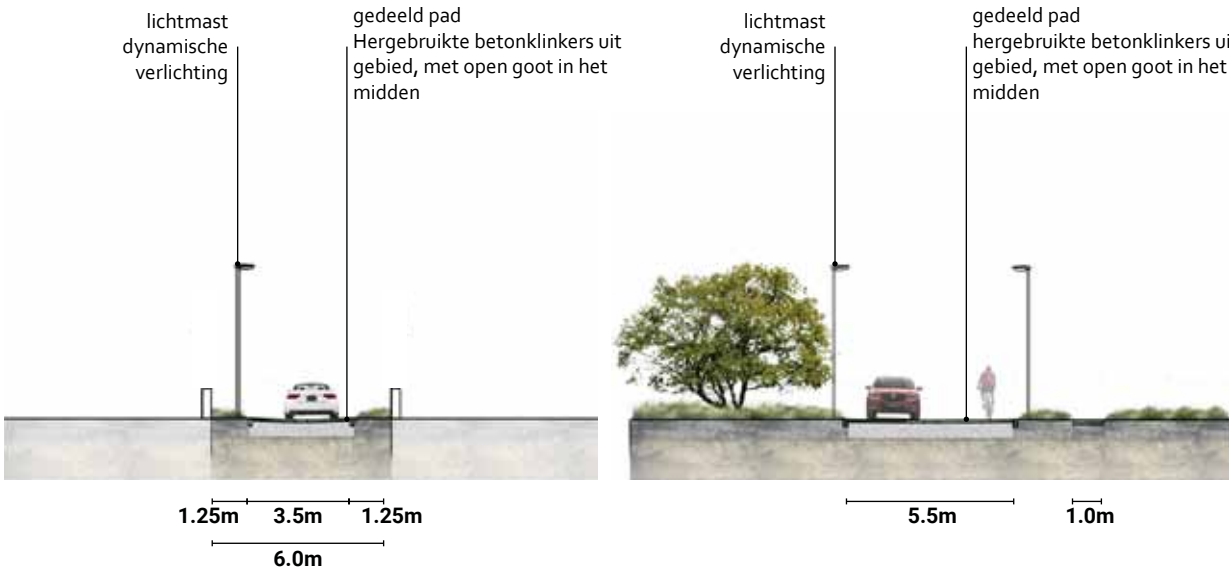 lichtmast
dynamische
verlichting
gedeeld pad
Hergebruikte betonklinkers uit
gebied, met open goot in het
midden
lichtmast
dynamische
verlichting
gedeeld pad
hergebruikte betonklinkers ui
gebied, met open goot in het
midden
1.25m 3.5m 1.25m
6.0m
5.5m 1.0m